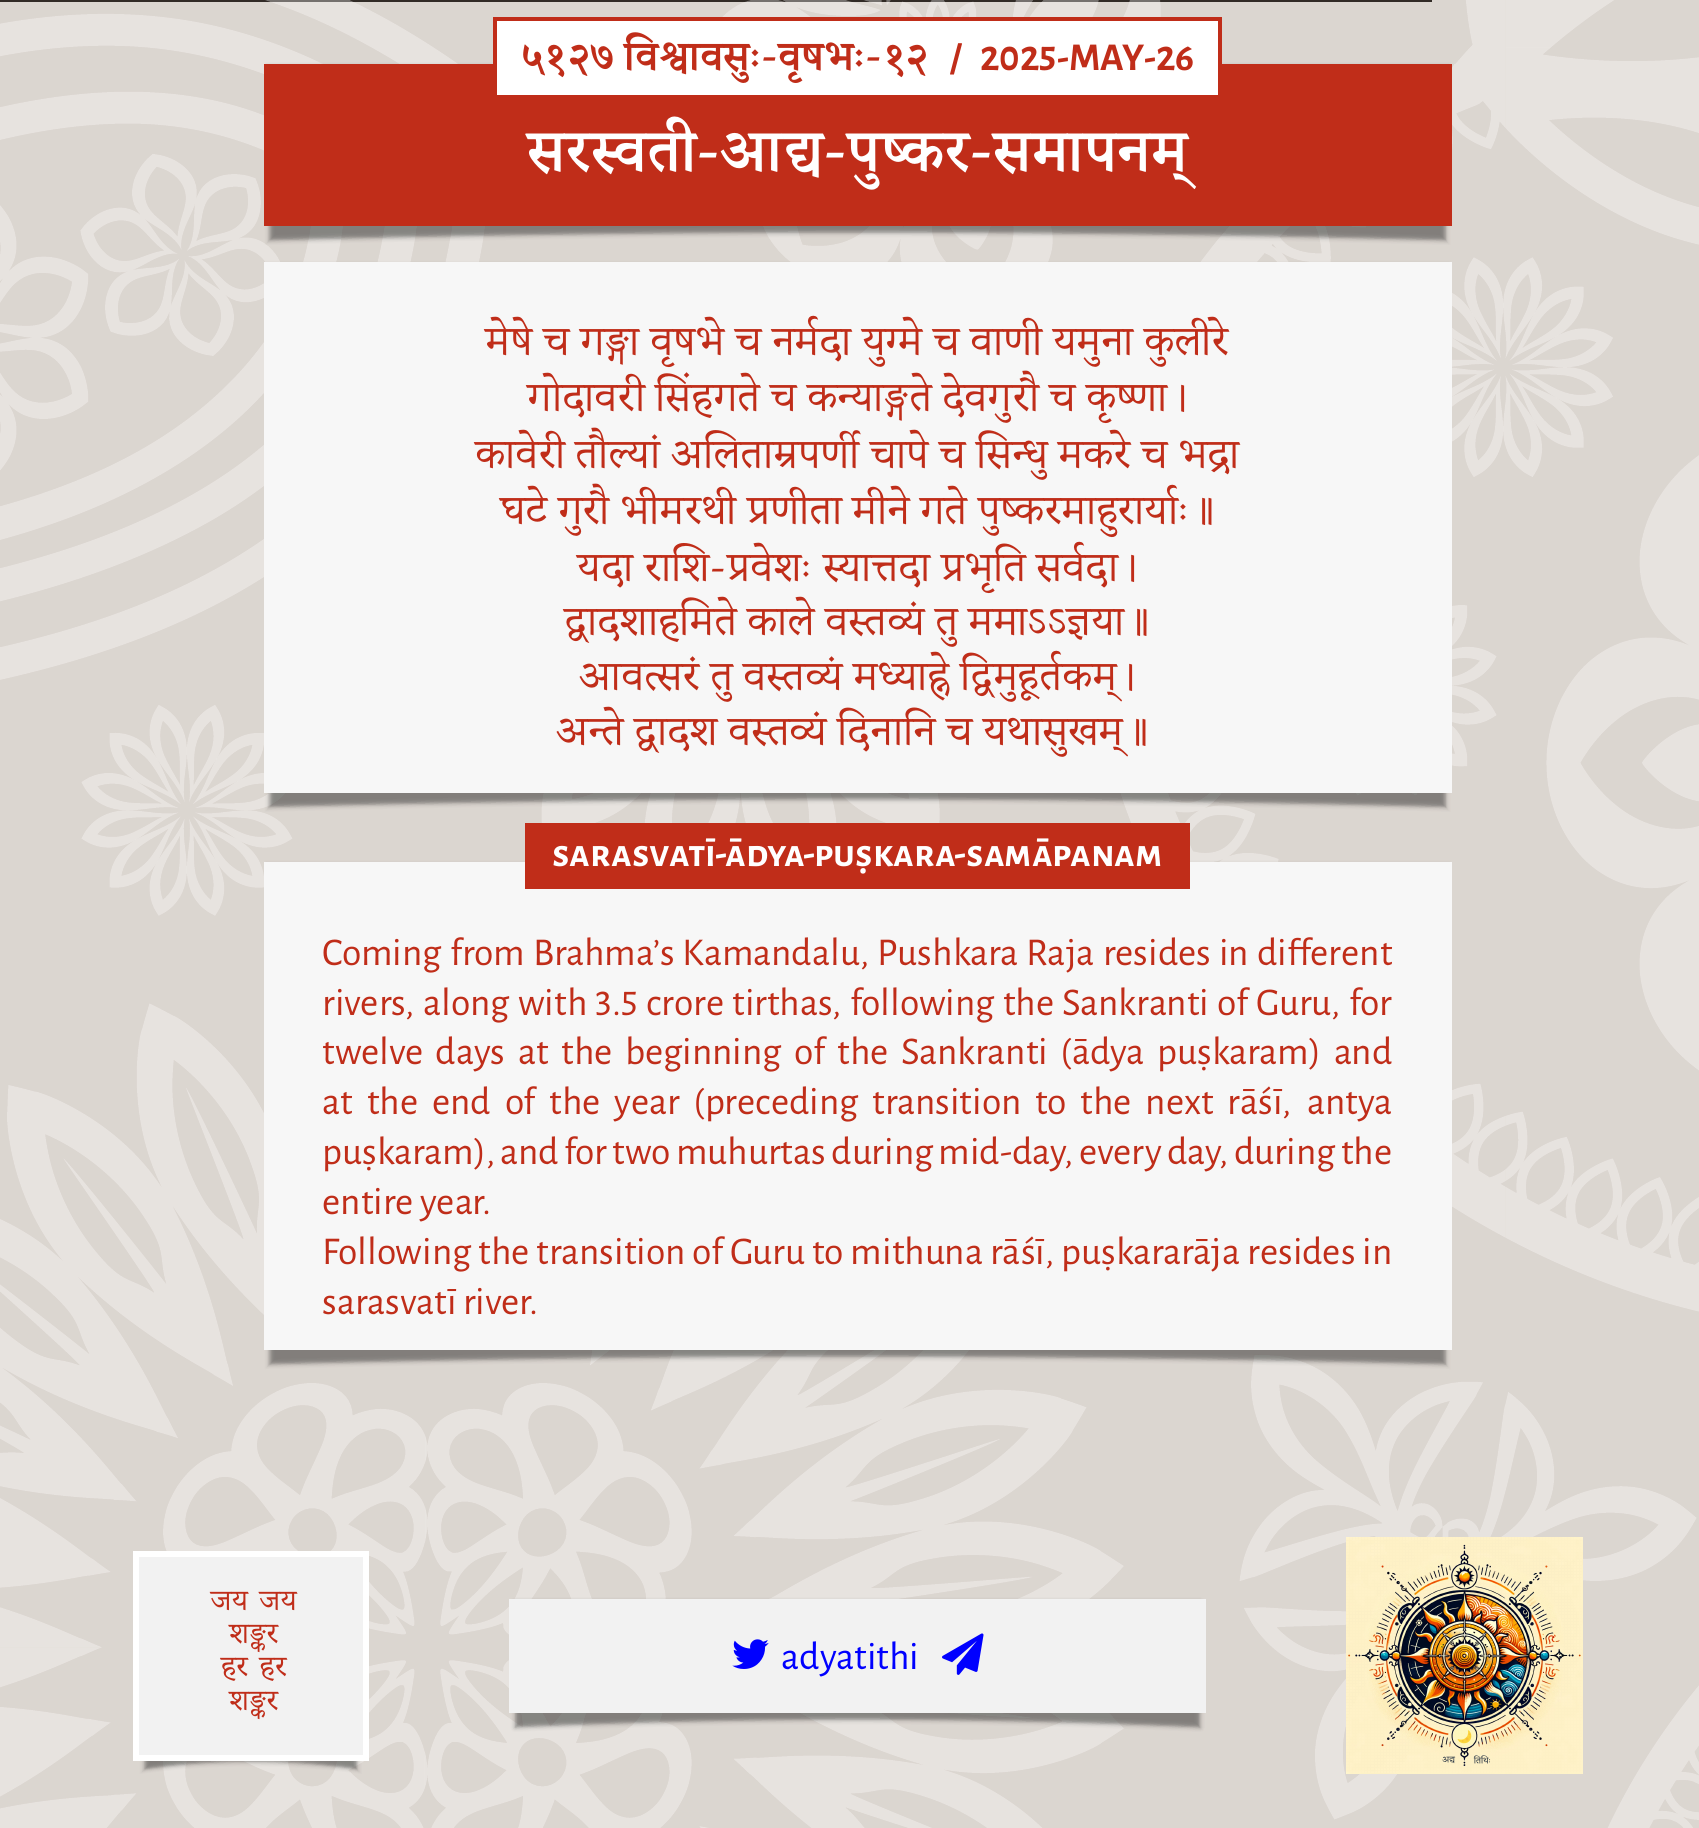 ५१२७ विश्वावसुः-वृषभः-१२ / 2025-MAY-26
सरस्वती-आद्य-पुष्कर-समापनम्
मेषे च गङ्गा वृषभे च नर्मदा युग्मे च वाणी यमुना कुलीरे
गोदावरी सिंहगते च कन्याङ्गते देवगुरौ च कृष्णा।
कावेरी तौल्यां अलिताम्रपर्णी चापे च सिन्धु मकरे च भद्रा
घटे गुरौ भीमरथी प्रणीता मीने गते पुष्करमाहुरार्याः॥
यदा राशि-प्रवेशः स्यात्तदा प्रभृति सर्वदा।
द्वादशाहमिते काले वस्तव्यं तु ममाऽऽज्ञया॥
आवत्सरं तु वस्तव्यं मध्याह्ने द्विमुहूर्तकम्।
अन्ते द्वादश वस्तव्यं दिनानि च यथासुखम्॥
SARASVATĪ-ĀDYA-PUṢKARA-SAMĀPANAM
Coming from Brahma’s Kamandalu, Pushkara Raja resides in different
rivers, along with 3.5 crore tirthas, following the Sankranti of Guru, for
twelve days at the beginning of the Sankranti (ādya puṣkaram) and
at the end of the year (preceding transition to the next rāśī, antya
puṣkaram), and for two muhurtas during mid-day, every day, during the
entire year.
Following the transition of Guru to mithuna rāśī, puṣkararāja resides in
sarasvatī river.
जय जय
शङ्कर
हर हर
शङ्कर
adyatithi
अद्य तिथिः